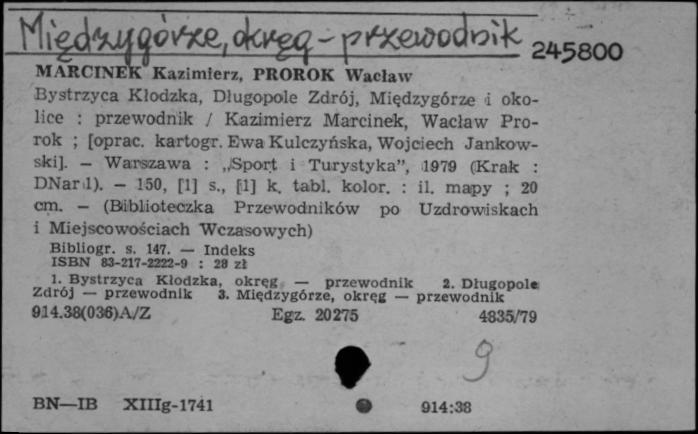 Międzygórze, okręg - przewodnik
245800
MARCINEK Kazimierz, PROROK Wacław
Bystrzyca Kłodzka, Długopole Zdrój, Międzygórze i oko-
lice : przewodnik / Kazimierz Marcinek, Wacław Pro-
rok ; [oprac. kartogr. Ewa Kulczyńska, Wojciech Jankow-
ski]. — Warszawa : „Sport i Turystyka”, 1979 (Krak :
DNar 1). — 150, [1] s., [1] k. tabl. kolor. : il. mapy ; 20
cm. — (Biblioteczka Przewodników po Uzdrowiskach
i Miejscowościach Wczasowych)
Bibliogr. s. 147. — Indeks
ISBN 83-217-2222-9 : 28 zł
1. Bystrzyca Kłodzka, okręg — przewodnik 2. Długopole
Zdrój — przewodnik 3. Międzygórze, okręg — przewodnik
914.38(036)A/Z Egz. 20275 4835/79
9
BN—IB XIIIg-1741 914:38